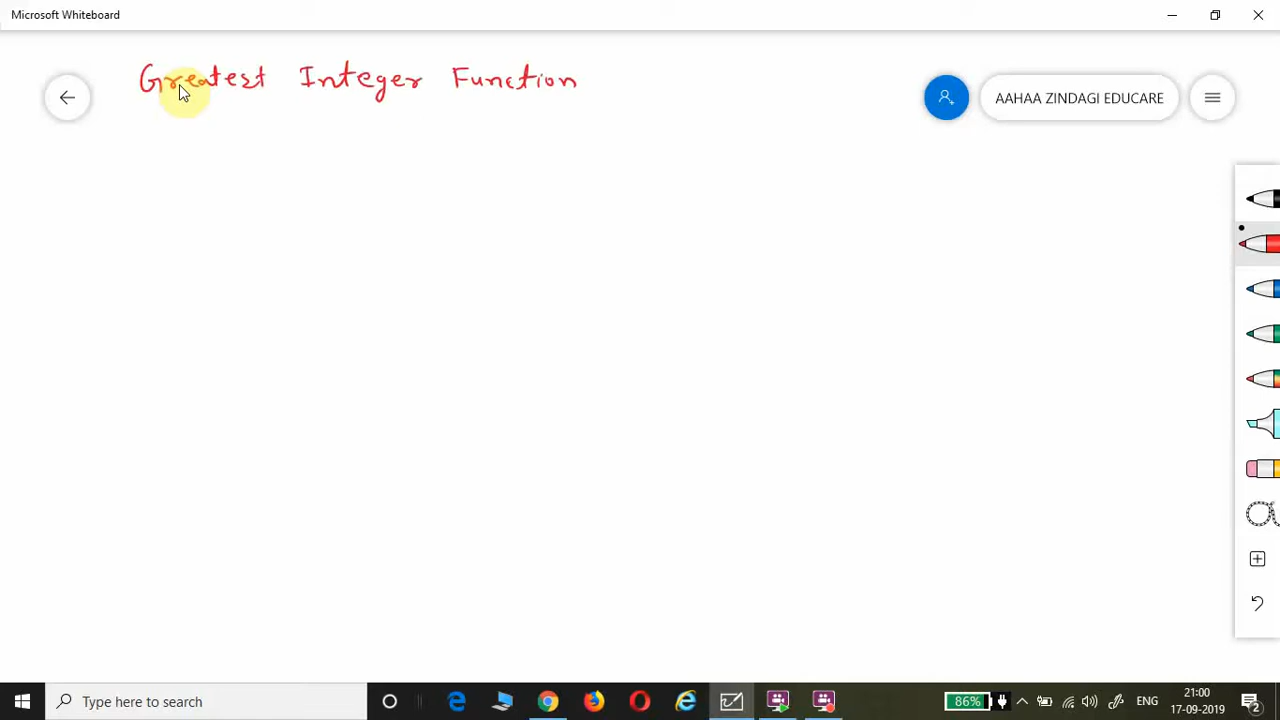 Microsoft Whiteboard
Greatest Integer Function
AAHAA ZINDAGI EDUCARE
Type here to search
86%
ENG
21:00
17-09-2019
2